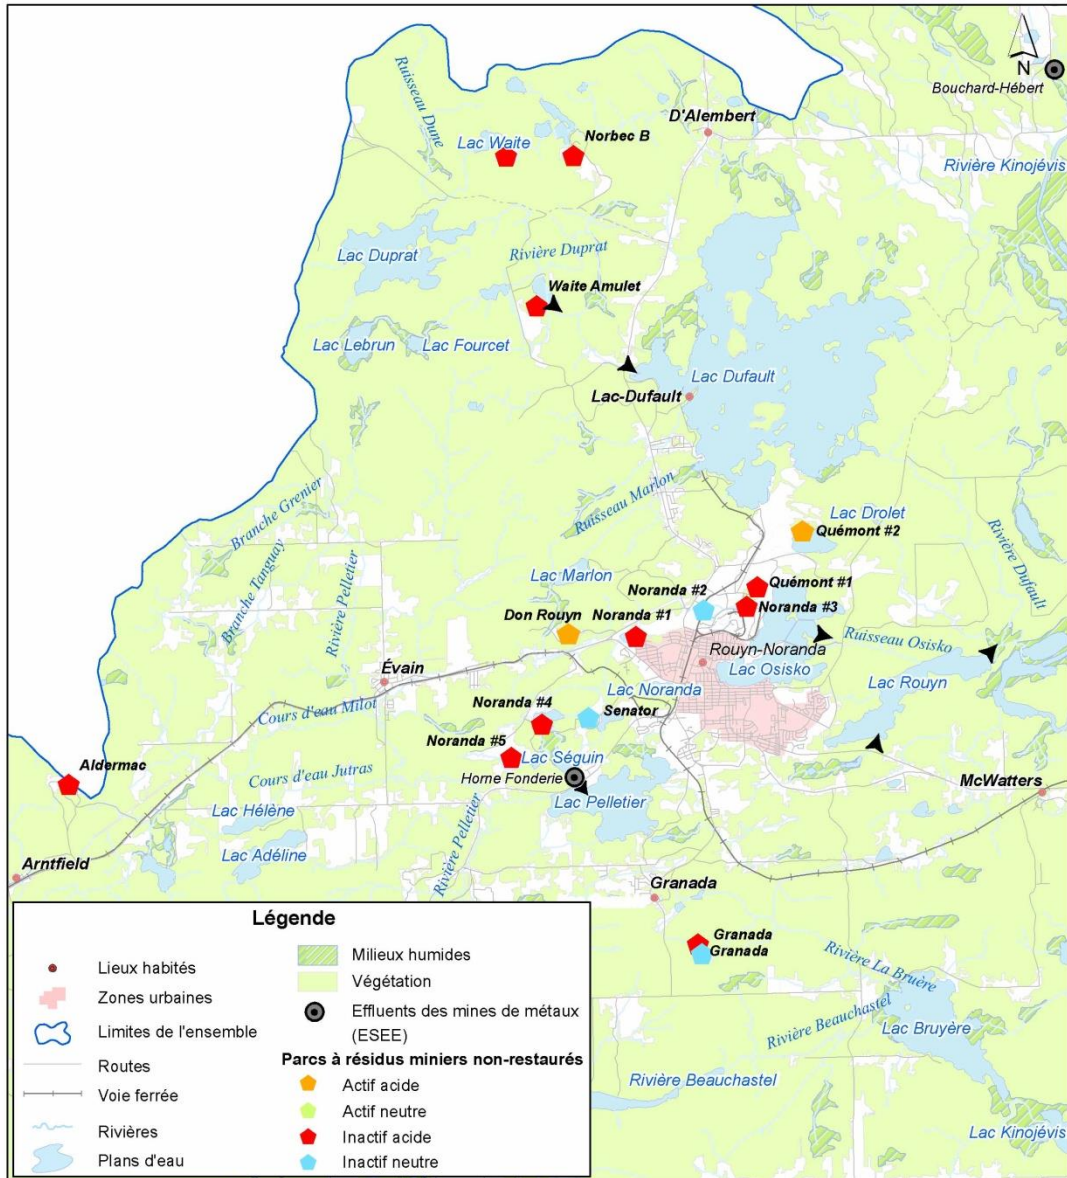 N
Bouchard-Hébert
D'Alembert
Ruisseau Dune
Lac Waite
Norbec B
Rivière Kinojévis
Lac Duprat
Rivière Duprat
Waite Amulet
Lac Lebrun
Lac Fourcet
Lac Dufault
Lac-Dufault
Branche Grenier
Ruisseau Marlon
Lac Drolet
Quémont #2
Branche Tanguay
Rivière Pelletier
Rivière Dufault
Lac Marlon
Noranda #2
Quémont #1
Don Rouyn
Noranda #1
Noranda #3
Ruisseau Osisko
Rouyn-Noranda
Évain
Lac Osisko
Lac Rouyn
Lac Noranda
Cours d'eau Milot
Noranda #4
Senator
Noranda #5
Lac Séguin
Aldermac
Cours d'eau Jutras
Horne Fonderie
McWatters
Lac Hélène
Lac Pelletier
Rivière Pelletier
Lac Adéline
Arntfield
Granada
Granada
Granada
Rivière La Bruère
Rivière Beauchastel
Lac Bruyère
Rivière Beauchastel
Lac Kinojévis
Légende
Lieux habités
Zones urbaines
Limites de l'ensemble
Routes
Voie ferrée
Rivières
Plans d'eau
Milieux humides
Végétation
Effluents des mines de métaux
(ESEE)
Parcs à résidus miniers non-restaurés
Actif acide
Actif neutre
Inactif acide
Inactif neutre